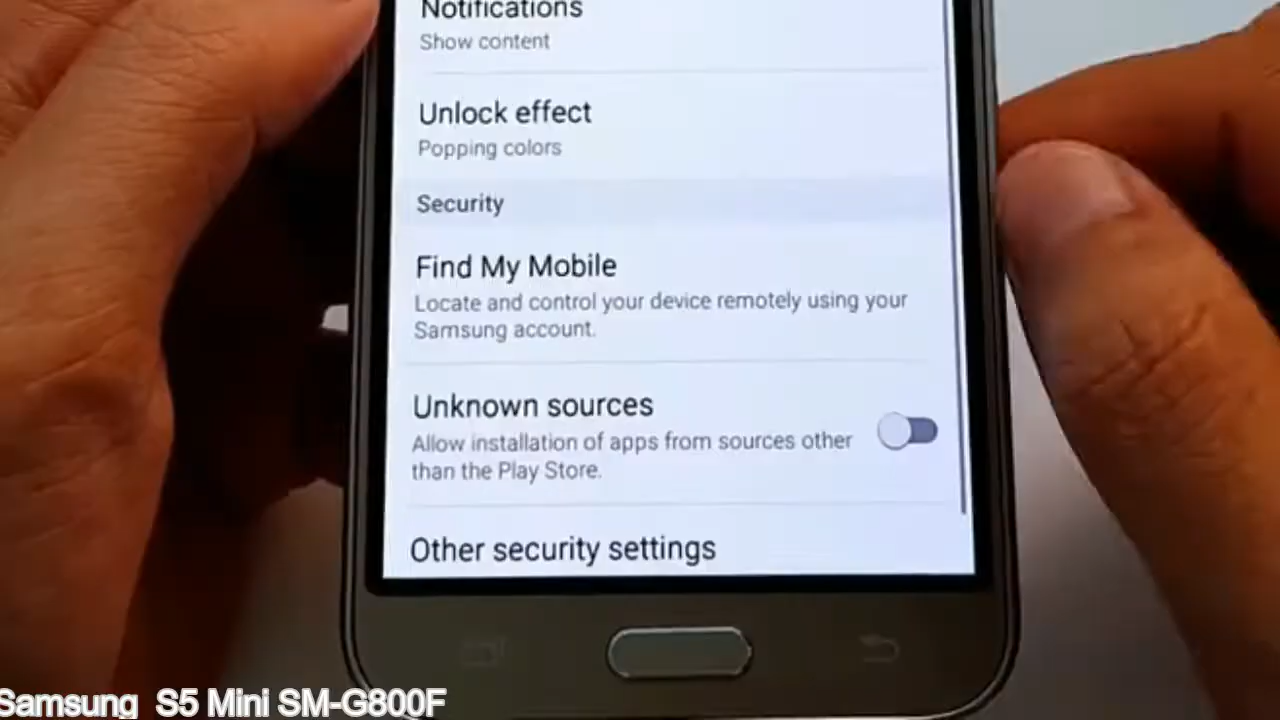 Notifications
Show content
Unlock effect
Popping colors
Security
Find My Mobile
Locate and control your device remotely using your
Samsung account.
Unknown sources
Allow installation of apps from sources other
than the Play Store.
Other security settings
Samsung S5 Mini SM-G800F